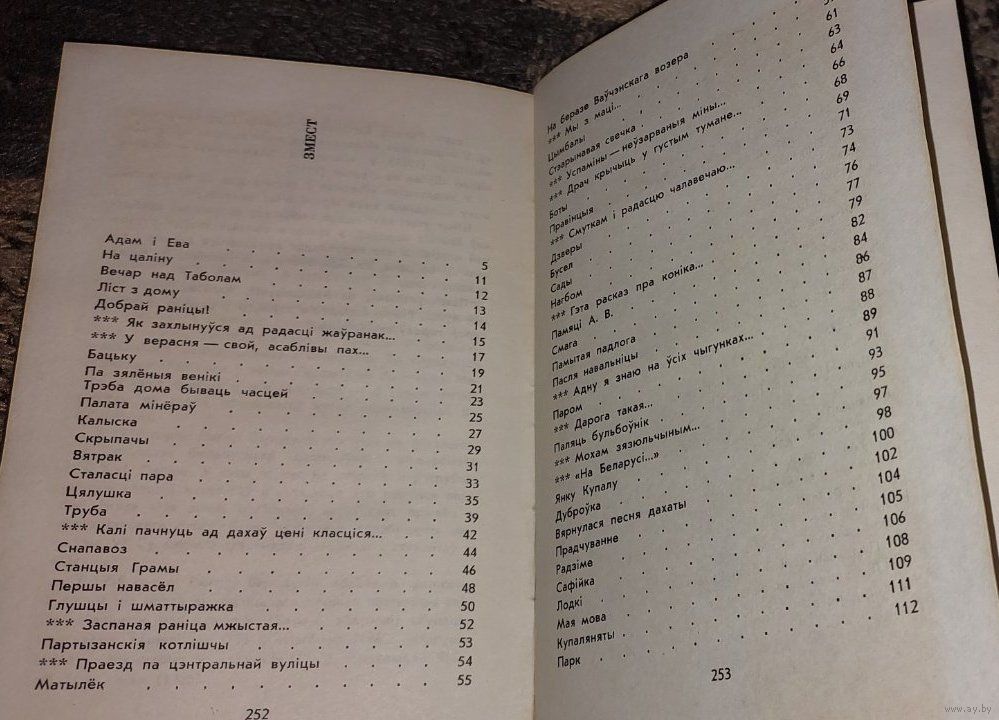 ЗМЕСТ
Адам і Ева . . . 5
На цаліну . . . 11
Вечар над Таболам . . . 12
Ліст з дому . . . 13
Добрай раніцы! . . . 14
*** Як захлынуўся ад радасці жаўранак... . . . 15
*** У верасня — свой, асаблівы пах... . . . 17
Бацьку . . . 19
Па зялёныя венікі . . . 21
Трэба дома бываць часцей . . . 23
Палата мінёраў . . . 25
Калыска . . . 27
Скрыпачы . . . 29
Вятрак . . . 31
Сталасці пара . . . 33
Цялушка . . . 35
Труба . . . 39
*** Калі пачнуць ад дахаў цені класціся... . . . 42
Снапавоз . . . 44
Станцыя Грамы . . . 46
Першы навасёл . . . 48
Глушцы і шматтыражка . . . 50
*** Заспаная раніца мжыстая... . . . 52
Партызанскія котлішчы . . . 53
*** Праезд па цэнтральнай вуліцы . . . 54
Матылёк . . . 55
252
На беразе Ваўчэнскага возера . . .
*** Мы з маці... . . .
Цымбалы . . . 61
Стэарынавая свечка . . . 63
*** Успаміны — неўзарваныя міны... . . . 64
*** Драч крычыць у густым тумане... . . . 66
Боты . . . 68
Правінцыя . . . 69
*** Смуткам і радасцю чалавечаю... . . . 71
Дзверы . . . 73
Бусел . . . 74
Сады . . . 76
Нагбом . . . 77
*** Гэта расказ пра коніка... . . . 79
Памяці А. В. . . . 82
Смага . . . 84
Памытая падлога . . . 86
Пасля навальніцы . . . 87
*** Адну я знаю на ўсіх чыгунках... . . . 88
Паром . . . 89
*** Дарога такая... . . . 91
Паляць бульбоўнік . . . 93
*** Мохам зязюльчыным... . . . 95
*** «На Беларусі...» . . . 97
Янку Купалу . . . 98
Дуброўка . . . 100
Вярнулася песня дахаты . . . 102
Прадчуванне . . . 104
Радзіме . . . 105
Сафійка . . . 106
Лодкі . . . 108
Мая мова . . . 109
Купаляняты . . . 111
Парк . . . 112
253
www.ay.by